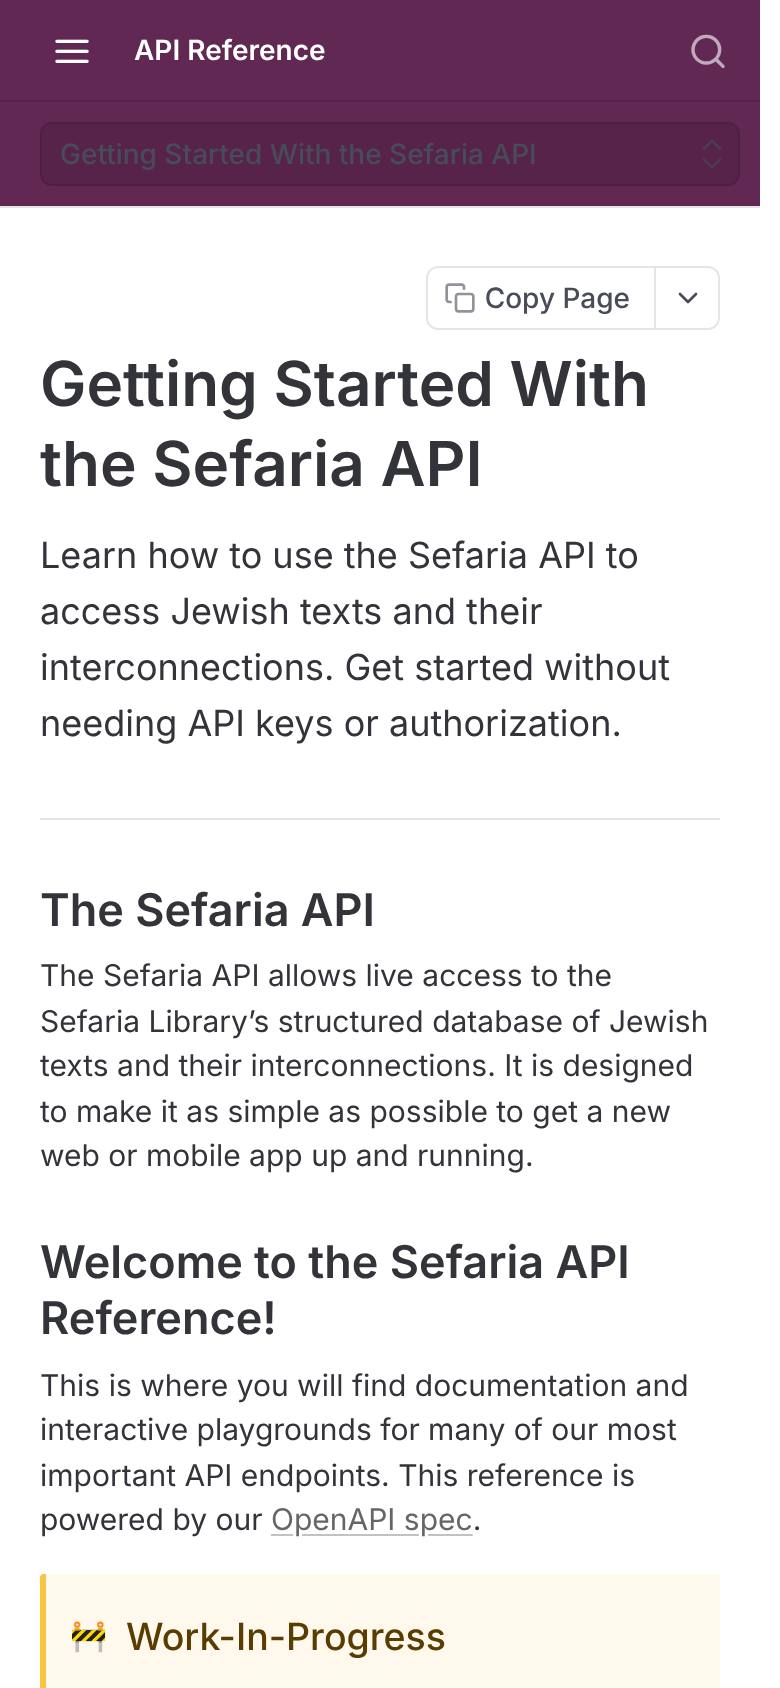 API Reference
Getting Started With the Sefaria API
Copy Page
Getting Started With
the Sefaria API
Learn how to use the Sefaria API to
access Jewish texts and their
interconnections. Get started without
needing API keys or authorization.
The Sefaria API
The Sefaria API allows live access to the
Sefaria Library’s structured database of Jewish
texts and their interconnections. It is designed
to make it as simple as possible to get a new
web or mobile app up and running.
Welcome to the Sefaria API
Reference!
This is where you will find documentation and
interactive playgrounds for many of our most
important API endpoints. This reference is
powered by our OpenAPI spec.
🚧 Work-In-Progress